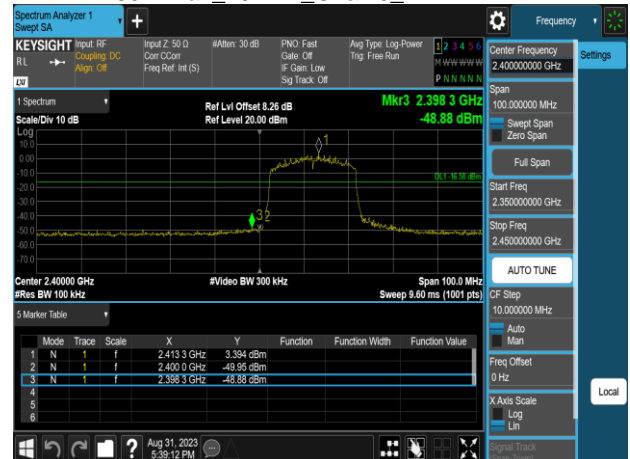 Spectrum Analyzer 1
Swept SA
Frequency
KEYSIGHT
RL
LXI
Input: RF
Coupling: DC
Align: Off
Input Z: 50 Ω
Corr CCorr
Freq Ref: Int (S)
#Atten: 30 dB
PNO: Fast
Gate: Off
IF Gain: Low
Sig Track: Off
Avg Type: Log-Power
Trig: Free Run
1 2 3 4 5 6
M W W W W W
P N N N N N
Center Frequency
2.400000000 GHz
Settings
Span
100.000000 MHz
Swept Span
Zero Span
Full Span
Start Freq
2.350000000 GHz
Stop Freq
2.450000000 GHz
AUTO TUNE
CF Step
10.000000 MHz
Auto
Man
Freq Offset
0 Hz
X Axis Scale
Log
Lin
Signal Track
Local
1 Spectrum
Scale/Div 10 dB
Ref Lvl Offset 8.26 dB
Ref Level 20.00 dBm
Mkr3 2.398 3 GHz
-48.88 dBm
Log
10.0
0.00
-10.0
-20.0
-30.0
-40.0
-50.0
-60.0
-70.0
1
DL1 -16.58 dBm
3 2
Center 2.40000 GHz
#Res BW 100 kHz
#Video BW 300 kHz
Span 100.0 MHz
Sweep 9.60 ms (1001 pts)
5 Marker Table
Mode Trace Scale X Y Function Function Width Function Value
1 N 1 f 2.413 3 GHz 3.394 dBm
2 N 1 f 2.400 0 GHz -49.95 dBm
3 N 1 f 2.398 3 GHz -48.88 dBm
4
5
6
?
Aug 31, 2023
5:39:12 PM